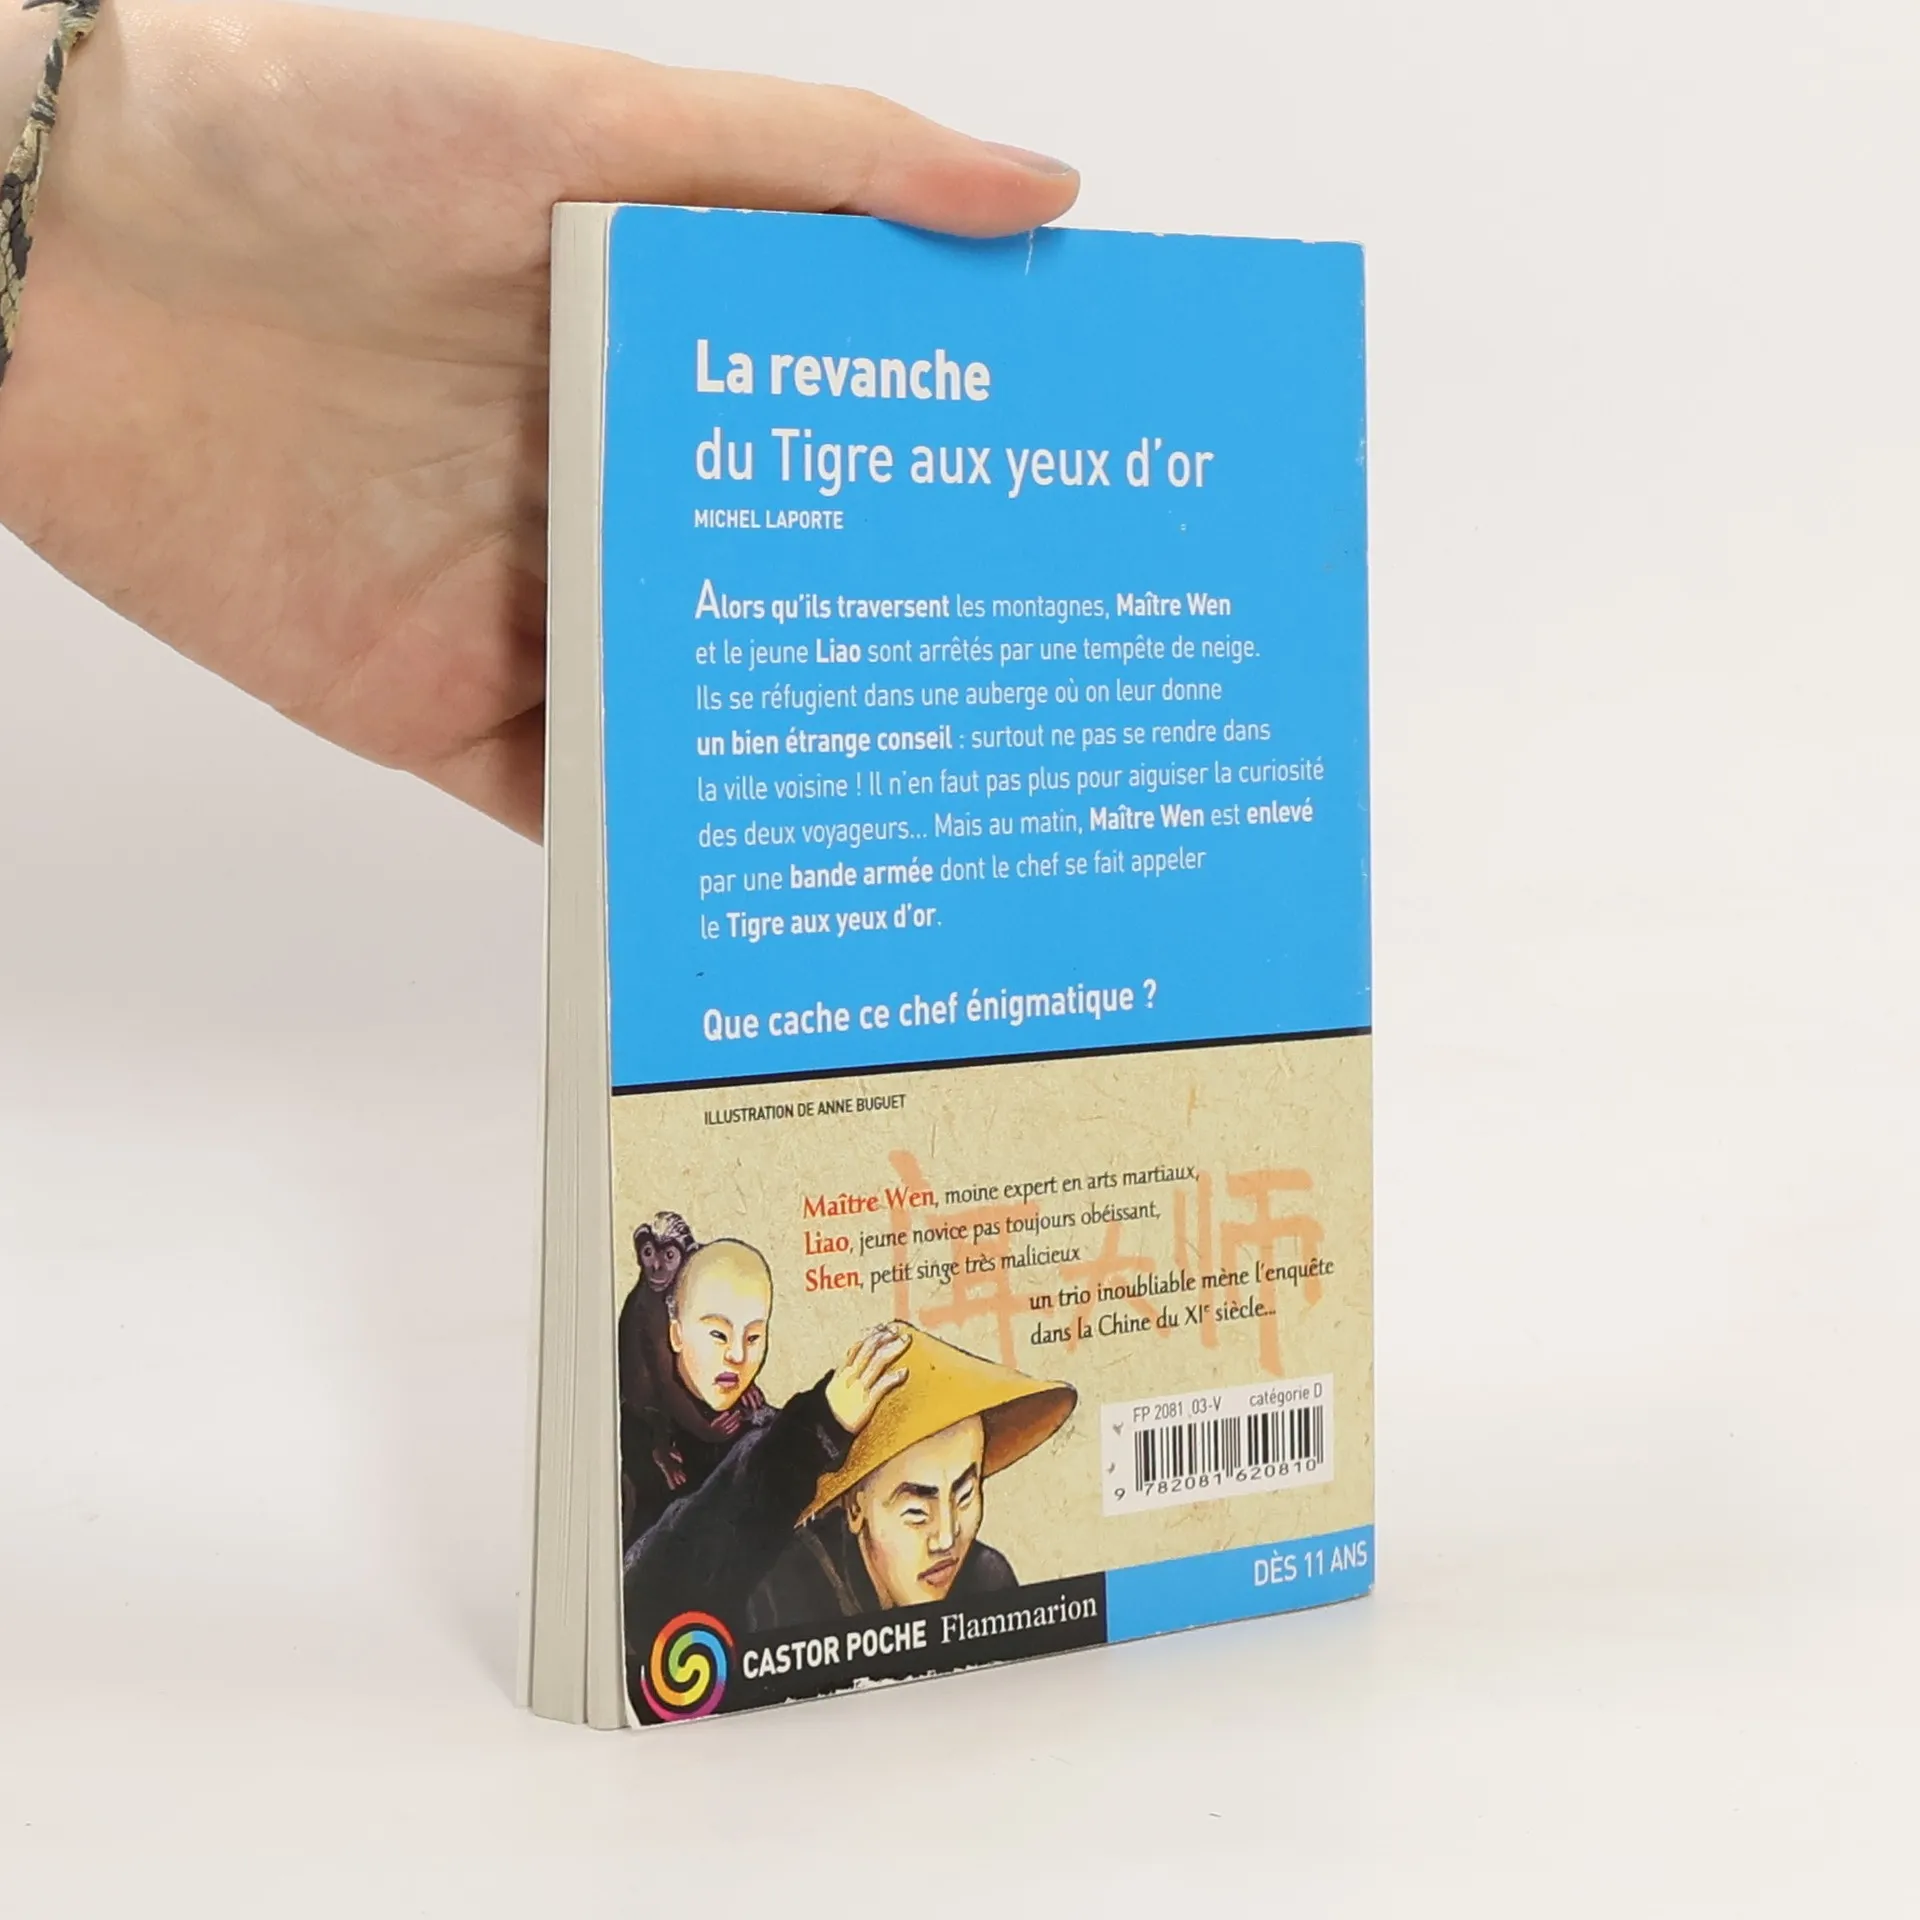 La revanche
du Tigre aux yeux d'or
MICHEL LAPORTE
Alors qu'ils traversent les montagnes, Maître Wen
et le jeune Liao sont arrêtés par une tempête de neige.
Ils se réfugient dans une auberge où on leur donne
un bien étrange conseil : surtout ne pas se rendre dans
la ville voisine ! Il n'en faut pas plus pour aiguiser la curiosité
des deux voyageurs... Mais au matin, Maître Wen est enlevé
par une bande armée dont le chef se fait appeler
le Tigre aux yeux d'or.
Que cache ce chef énigmatique ?
ILLUSTRATION DE ANNE BUGUET
Maître Wen, moine expert en arts martiaux,
Liao, jeune novice pas toujours obéissant,
Shen, petit singe très malicieux
un trio inoubliable mène l'enquête
dans la Chine du XIe siècle...
FP 2081 03-V catégorie D
9 782081 620810
DÈS 11 ANS
CASTOR POCHE Flammarion